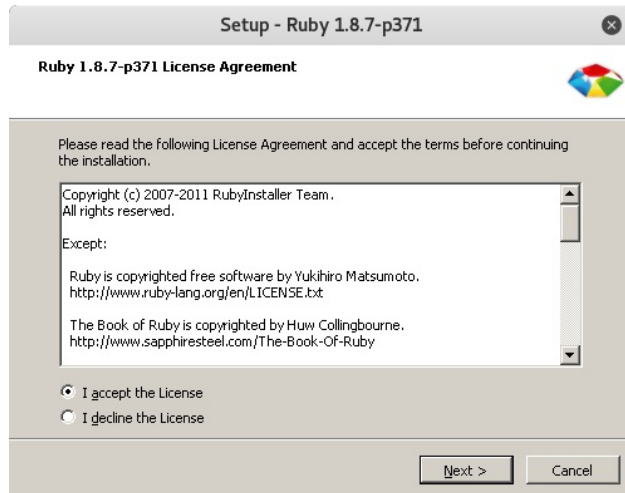 Setup - Ruby 1.8.7-p371
Ruby 1.8.7-p371 License Agreement
Please read the following License Agreement and accept the terms before continuing
the installation.
Copyright (c) 2007-2011 RubyInstaller Team.
All rights reserved.
Except:
Ruby is copyrighted free software by Yukihiro Matsumoto.
http://www.ruby-lang.org/en/LICENSE.txt
The Book of Ruby is copyrighted by Huw Collingbourne.
http://www.sapphiresteel.com/The-Book-Of-Ruby
I accept the License
I decline the License
Next >
Cancel